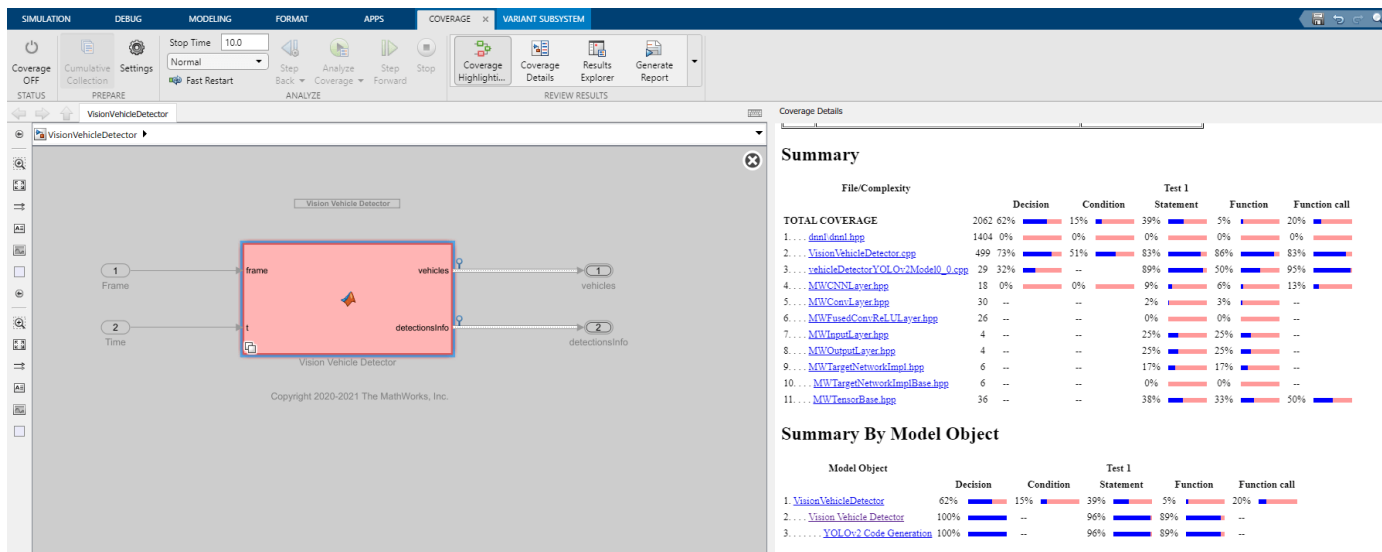 SIMULATION DEBUG MODELING FORMAT APPS COVERAGE × VARIANT SUBSYSTEM
Coverage OFF
Cumulative Collection
Settings
Stop Time 10.0
Normal
Fast Restart
Step Back
Analyze Coverage
Step Forward
Stop
Coverage Highlighti...
Coverage Details
Results Explorer
Generate Report
STATUS PREPARE ANALYZE REVIEW RESULTS
VisionVehicleDetector
VisionVehicleDetector
Vision Vehicle Detector
1
Frame
frame
vehicles
1
vehicles
2
Time
t
detectionsInfo
2
detectionsInfo
Vision Vehicle Detector
Copyright 2020-2021 The MathWorks, Inc.
Coverage Details
Summary
File/Complexity Test 1
Decision Condition Statement Function Function call
TOTAL COVERAGE 2062 62% 15% 39% 5% 20%
1. . . . dnnl\dnnl.hpp 1404 0% 0% 0% 0% 0%
2. . . . VisionVehicleDetector.cpp 499 73% 51% 83% 86% 83%
3. . . . vehicleDetectorYOLOv2Model0_0.cpp 29 32% -- 89% 50% 95%
4. . . . MWCNNLayer.hpp 18 0% 0% 9% 6% 13%
5. . . . MWConvLayer.hpp 30 -- -- 2% 3% --
6. . . . MWFusedConvReLULayer.hpp 26 -- -- 0% 0% --
7. . . . MWInputLayer.hpp 4 -- -- 25% 25% --
8. . . . MWOutputLayer.hpp 4 -- -- 25% 25% --
9. . . . MWTargetNetworkImpl.hpp 6 -- -- 17% 17% --
10. . . . MWTargetNetworkImplBase.hpp 6 -- -- 0% 0% --
11. . . . MWTensorBase.hpp 36 -- -- 38% 33% 50%
Summary By Model Object
Model Object Test 1
Decision Condition Statement Function Function call
1. VisionVehicleDetector 62% 15% 39% 5% 20%
2. . . . Vision Vehicle Detector 100% -- 96% 89% --
3. . . . . . . YOLOv2 Code Generation 100% -- 96% 89% --